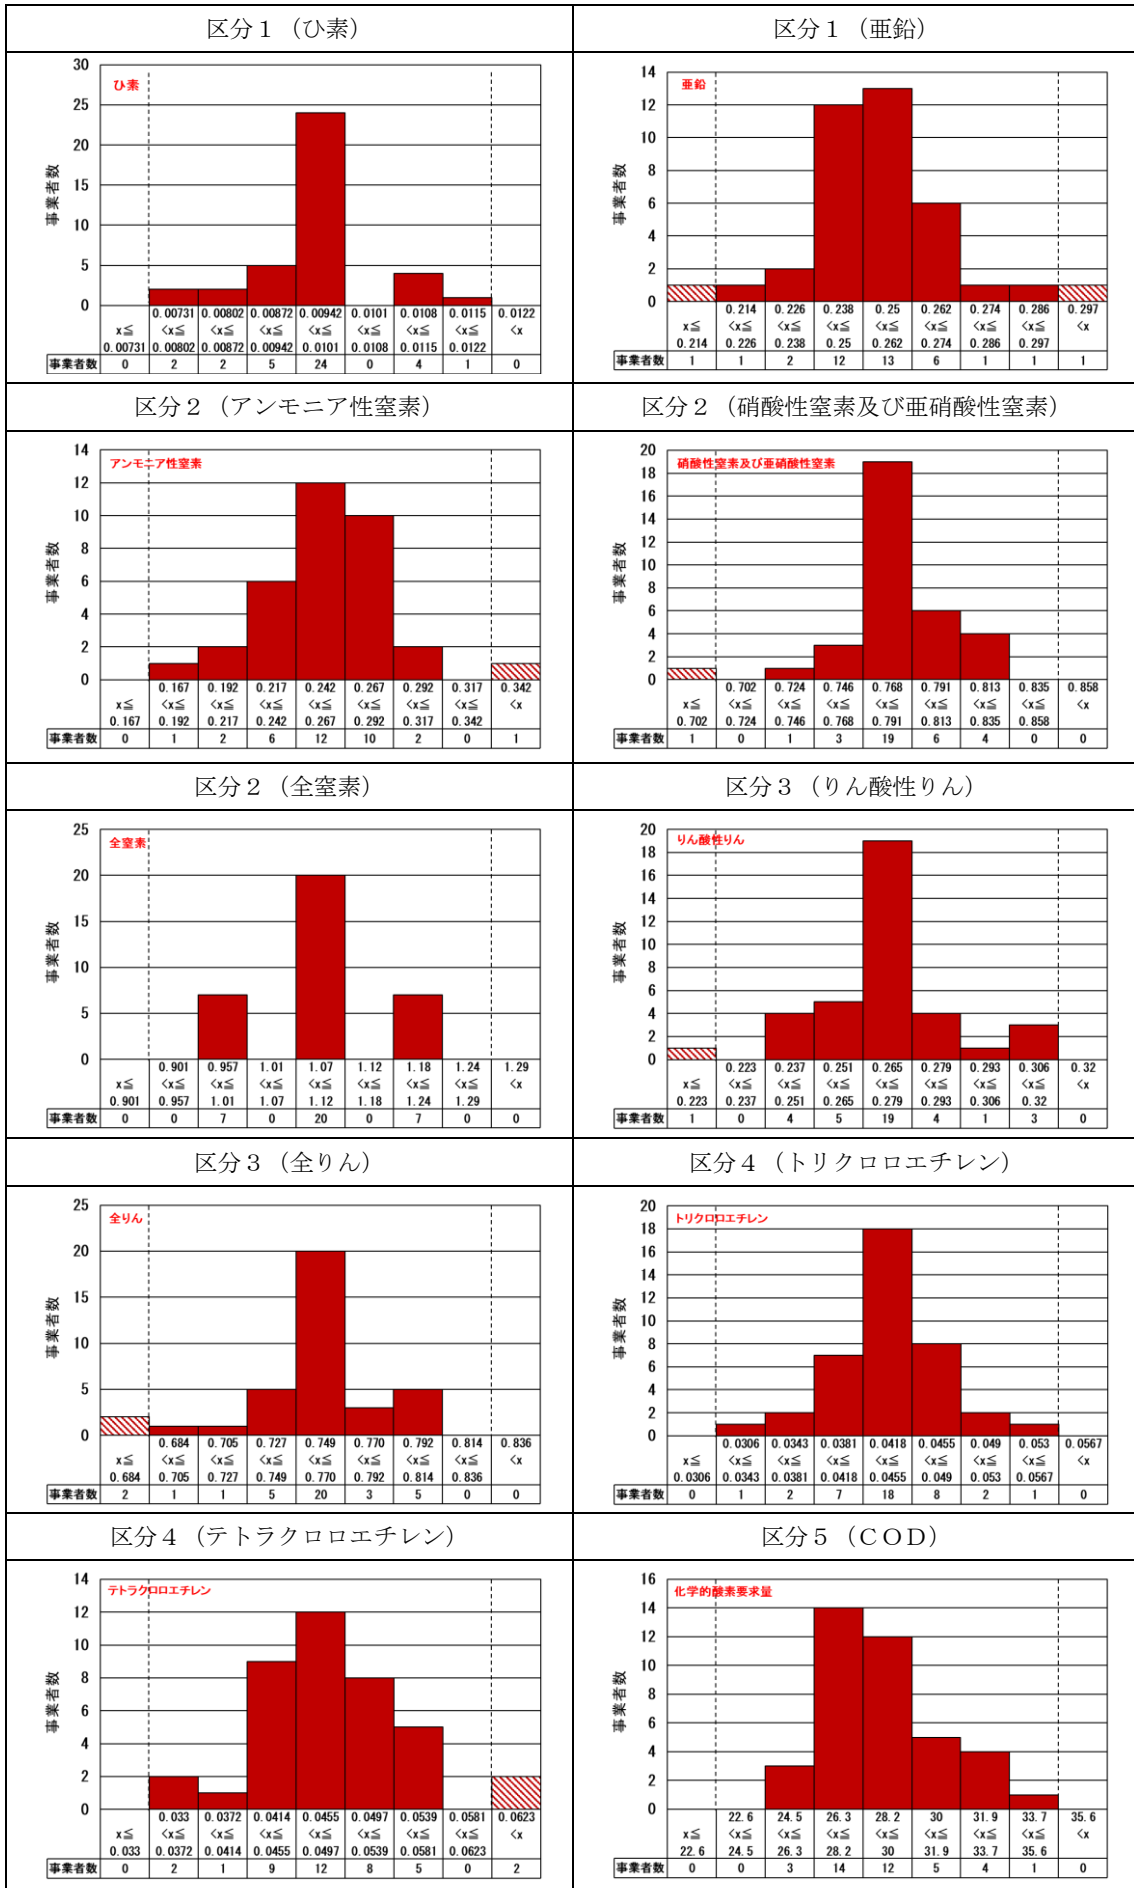 区分１（ひ素）
30
25
20
15
10
5
0
事業者数
ひ素
0.00731 0.00802 0.00872 0.00942 0.0101 0.0108 0.0115 0.0122
x≦ <x≦ <x≦ <x≦ <x≦ <x≦ <x≦ <x≦ <x
0.00731 0.00802 0.00872 0.00942 0.0101 0.0108 0.0115 0.0122
事業者数 0 2 2 5 24 0 4 1 0
区分１（亜鉛）
14
12
10
8
6
4
2
0
事業者数
亜鉛
0.214 0.226 0.238 0.25 0.262 0.274 0.286 0.297
x≦ <x≦ <x≦ <x≦ <x≦ <x≦ <x≦ <x≦ <x
0.214 0.226 0.238 0.25 0.262 0.274 0.286 0.297
事業者数 1 1 2 12 13 6 1 1 1
区分２（アンモニア性窒素）
14
12
10
8
6
4
2
0
事業者数
アンモニア性窒素
0.167 0.192 0.217 0.242 0.267 0.292 0.317 0.342
x≦ <x≦ <x≦ <x≦ <x≦ <x≦ <x≦ <x≦ <x
0.167 0.192 0.217 0.242 0.267 0.292 0.317 0.342
事業者数 0 1 2 6 12 10 2 0 1
区分２（硝酸性窒素及び亜硝酸性窒素）
20
18
16
14
12
10
8
6
4
2
0
事業者数
硝酸性窒素及び亜硝酸性窒素
0.702 0.724 0.746 0.768 0.791 0.813 0.835 0.858
x≦ <x≦ <x≦ <x≦ <x≦ <x≦ <x≦ <x≦ <x
0.702 0.724 0.746 0.768 0.791 0.813 0.835 0.858
事業者数 1 0 1 3 19 6 4 0 0
区分２（全窒素）
25
20
15
10
5
0
事業者数
全窒素
0.901 0.957 1.01 1.07 1.12 1.18 1.24 1.29
x≦ <x≦ <x≦ <x≦ <x≦ <x≦ <x≦ <x≦ <x
0.901 0.957 1.01 1.07 1.12 1.18 1.24 1.29
事業者数 0 0 7 0 20 0 7 0 0
区分３（りん酸性りん）
20
18
16
14
12
10
8
6
4
2
0
事業者数
りん酸性りん
0.223 0.237 0.251 0.265 0.279 0.293 0.306 0.32
x≦ <x≦ <x≦ <x≦ <x≦ <x≦ <x≦ <x≦ <x
0.223 0.237 0.251 0.265 0.279 0.293 0.306 0.32
事業者数 1 0 4 5 19 4 1 3 0
区分３（全りん）
25
20
15
10
5
0
事業者数
全りん
0.684 0.705 0.727 0.749 0.770 0.792 0.814 0.836
x≦ <x≦ <x≦ <x≦ <x≦ <x≦ <x≦ <x≦ <x
0.684 0.705 0.727 0.749 0.770 0.792 0.814 0.836
事業者数 2 1 1 5 20 3 5 0 0
区分４（トリクロロエチレン）
20
18
16
14
12
10
8
6
4
2
0
事業者数
トリクロロエチレン
0.0306 0.0343 0.0381 0.0418 0.0455 0.049 0.053 0.0567
x≦ <x≦ <x≦ <x≦ <x≦ <x≦ <x≦ <x≦ <x
0.0306 0.0343 0.0381 0.0418 0.0455 0.049 0.053 0.0567
事業者数 0 1 2 7 18 8 2 1 0
区分４（テトラクロロエチレン）
14
12
10
8
6
4
2
0
事業者数
テトラクロロエチレン
0.033 0.0372 0.0414 0.0455 0.0497 0.0539 0.0581 0.0623
x≦ <x≦ <x≦ <x≦ <x≦ <x≦ <x≦ <x≦ <x
0.033 0.0372 0.0414 0.0455 0.0497 0.0539 0.0581 0.0623
事業者数 0 2 1 9 12 8 5 0 2
区分５（ＣＯＤ）
16
14
12
10
8
6
4
2
0
事業者数
化学的酸素要求量
22.6 24.5 26.3 28.2 30 31.9 33.7 35.6
x≦ <x≦ <x≦ <x≦ <x≦ <x≦ <x≦ <x≦ <x
22.6 24.5 26.3 28.2 30 31.9 33.7 35.6
事業者数 0 0 3 14 12 5 4 1 0